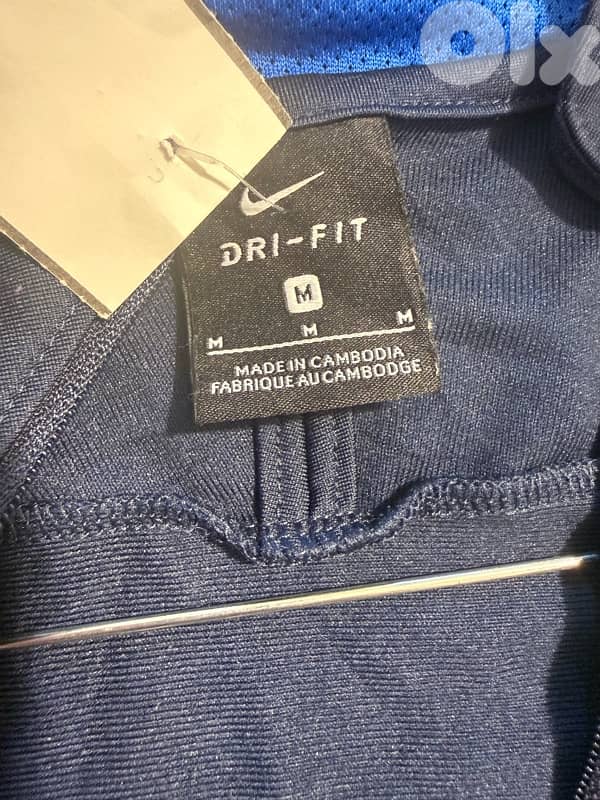 Olx
DRI-FIT
M
M M M
MADE IN CAMBODIA
FABRIQUE AU CAMBODGE